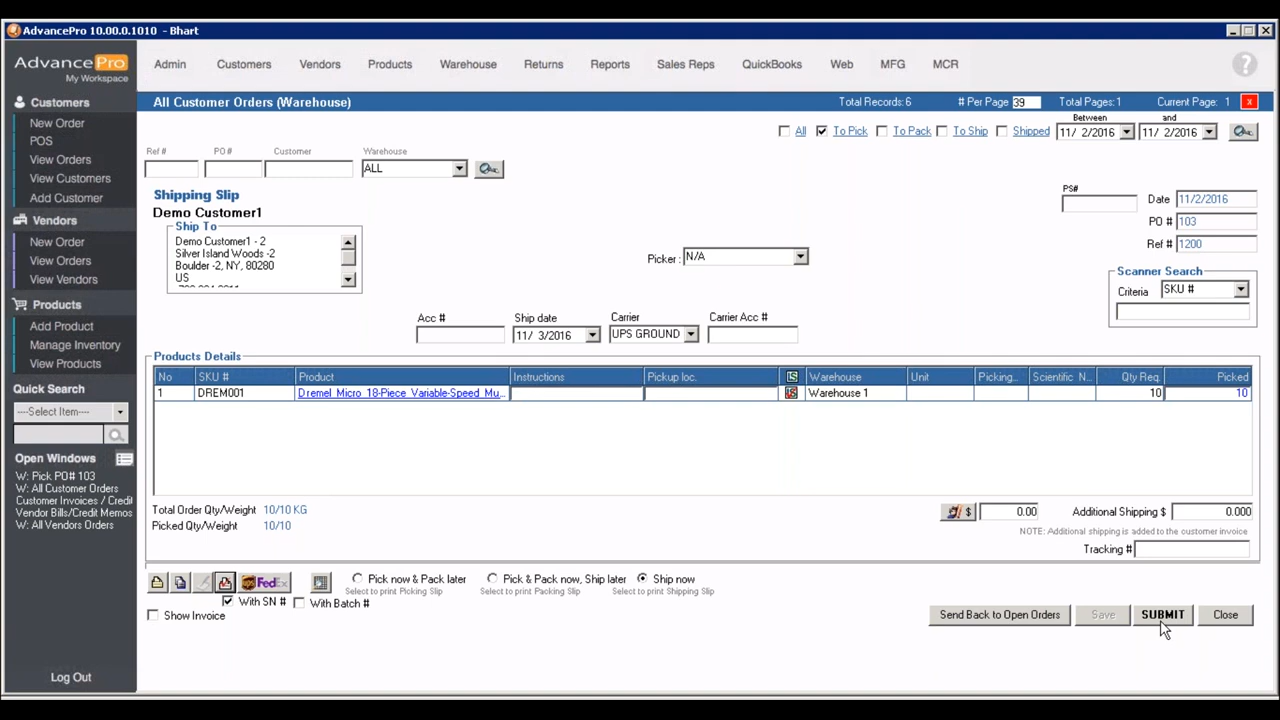 AdvancePro 10.00.0.1010 - Bhart
AdvancePro
My Workspace
Admin Customers Vendors Products Warehouse Returns Reports Sales Reps QuickBooks Web MFG MCR ?
Customers
New Order
POS
View Orders
View Customers
Add Customer
Vendors
New Order
View Orders
View Vendors
Products
Add Product
Manage Inventory
View Products
Quick Search
----Select Item----
Open Windows
W: Pick PO# 103
W: All Customer Orders
Customer Invoices / Credit
Vendor Bills/Credit Memos
W: All Vendors Orders
Log Out
All Customer Orders (Warehouse) Total Records:6 # Per Page 39 Total Pages:1 Current Page: 1 x
All To Pick To Pack To Ship Shipped
Between and
11/ 2/2016 11/ 2/2016
Ref # PO# Customer Warehouse
ALL
Shipping Slip
Demo Customer1
Ship To
Demo Customer1 - 2
Silver Island Woods -2
Boulder -2, NY, 80280
US
Picker : N/A
PS#
Date 11/2/2016
PO # 103
Ref # 1200
Scanner Search
Criteria SKU #
Acc # Ship date Carrier Carrier Acc #
11/ 3/2016 UPS GROUND
Products Details
No SKU # Product Instructions Pickup loc. LS Warehouse Unit Picking... Scientific N... Qty Req. Picked
1 DREM001 Dremel Micro 18-Piece Variable-Speed Mu... LS Warehouse 1 10 10
Total Order Qty/Weight 10/10 KG
Picked Qty/Weight 10/10
$ 0.00 Additional Shipping $ 0.000
NOTE: Additional shipping is added to the customer invoice
Tracking #
FedEx
Pick now & Pack later Pick & Pack now, Ship later Ship now
Select to print Picking Slip Select to print Packing Slip Select to print Shipping Slip
With SN # With Batch #
Show Invoice
Send Back to Open Orders Save SUBMIT Close